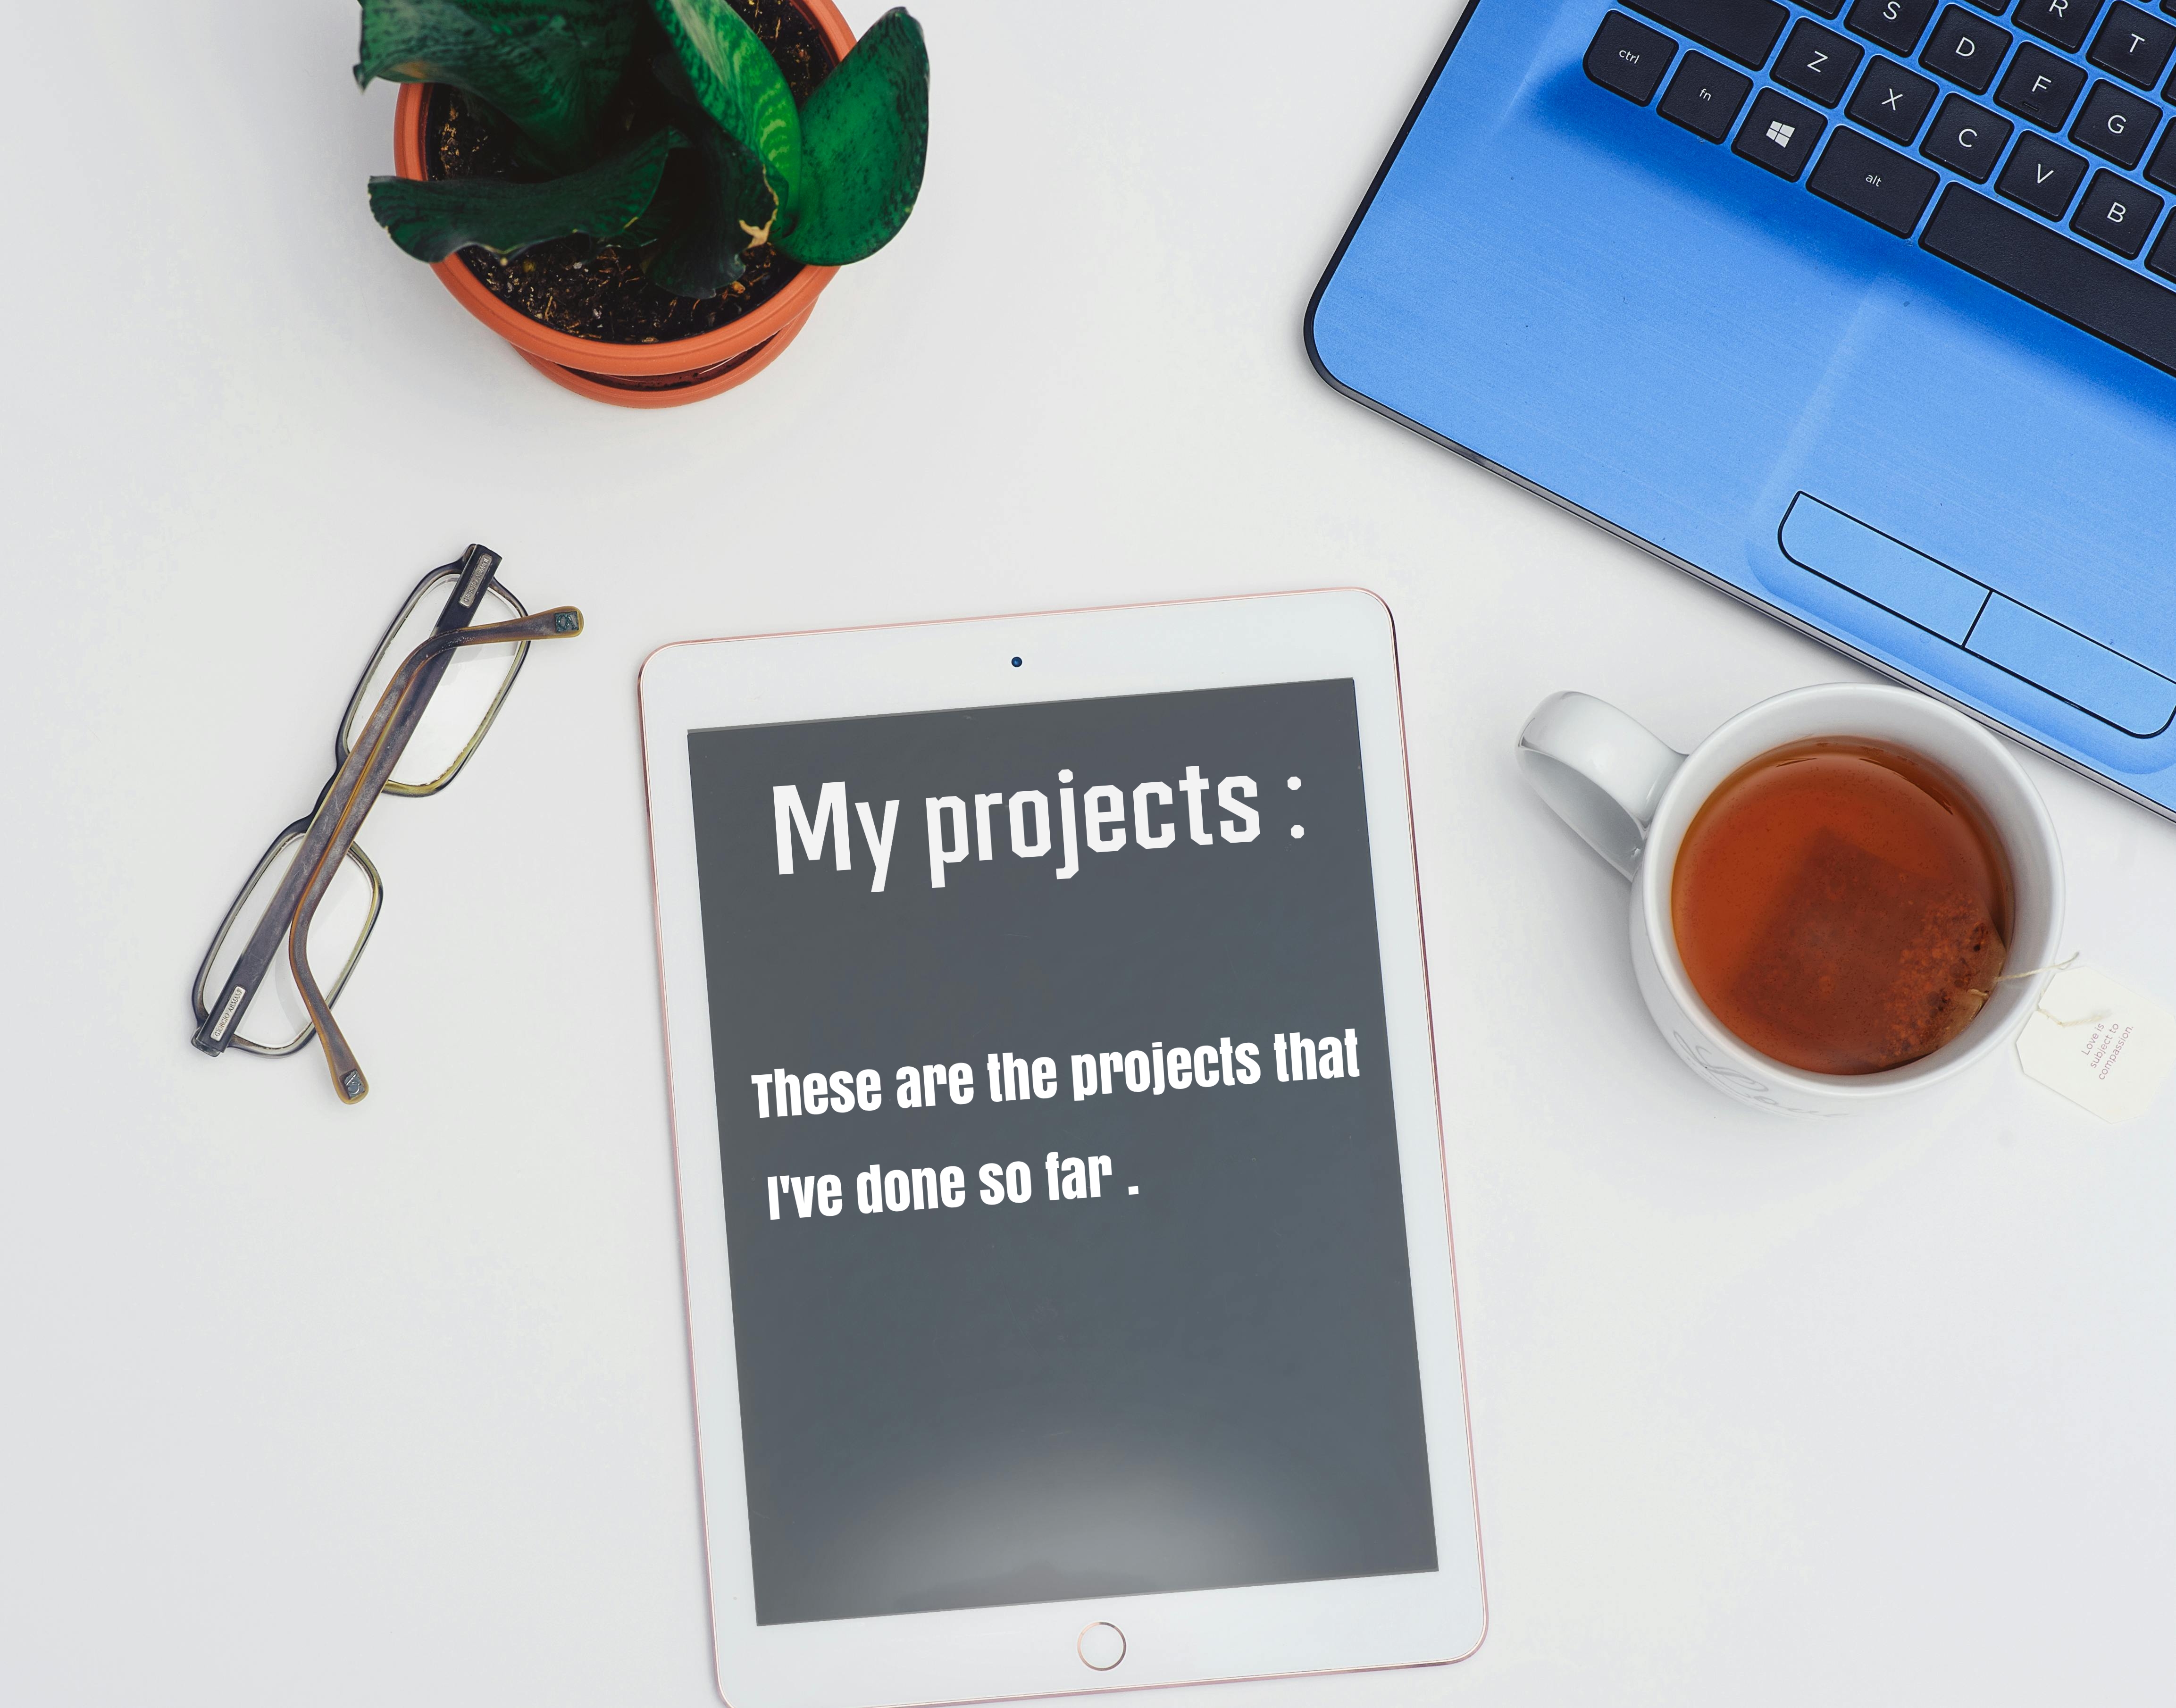 S
R
T
ctrl
Z
D
F
G
fn
X
C
V
B
alt
My projects :
These are the projects that
I've done so far .
Love is
subject to
compassion.